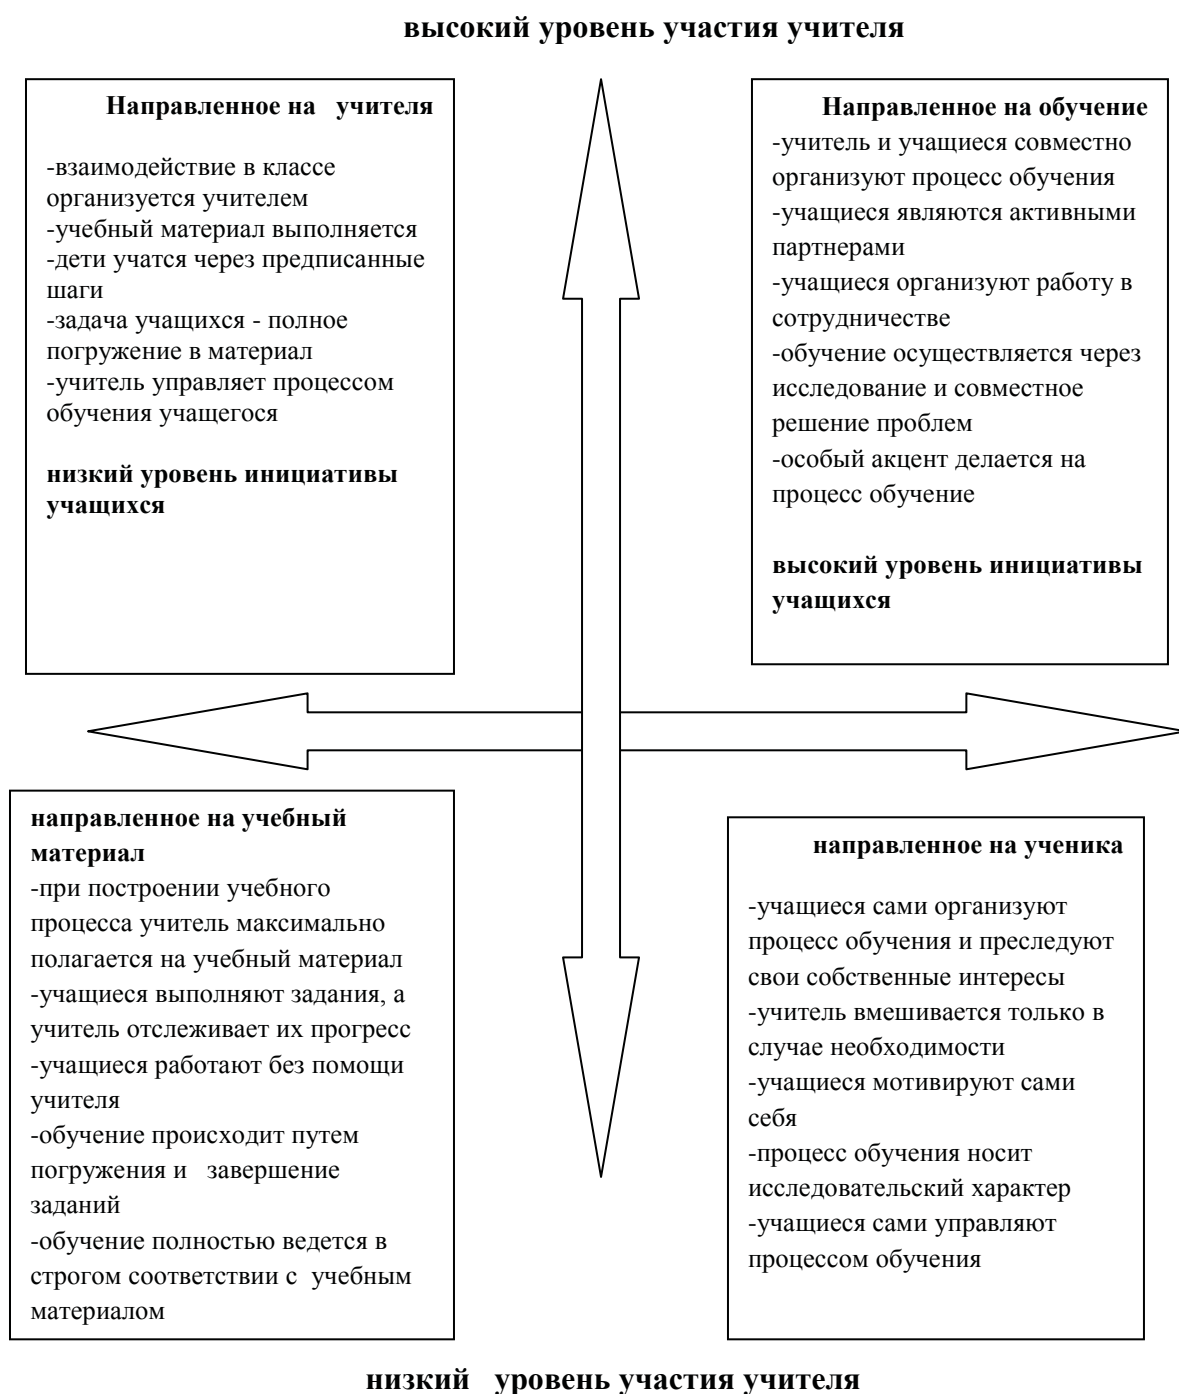 высокий уровень участия учителя
Направленное на учителя
-взаимодействие в классе
организуется учителем
-учебный материал выполняется
-дети учатся через предписанные
шаги
-задача учащихся - полное
погружение в материал
-учитель управляет процессом
обучения учащегося
низкий уровень инициативы
учащихся
Направленное на обучение
-учитель и учащиеся совместно
организуют процесс обучения
-учащиеся являются активными
партнерами
-учащиеся организуют работу в
сотрудничестве
-обучение осуществляется через
исследование и совместное
решение проблем
-особый акцент делается на
процесс обучение
высокий уровень инициативы
учащихся
направленное на учебный
материал
-при построении учебного
процесса учитель максимально
полагается на учебный материал
-учащиеся выполняют задания, а
учитель отслеживает их прогресс
-учащиеся работают без помощи
учителя
-обучение происходит путем
погружения и завершение
заданий
-обучение полностью ведется в
строгом соответствии с учебным
материалом
направленное на ученика
-учащиеся сами организуют
процесс обучения и преследуют
свои собственные интересы
-учитель вмешивается только в
случае необходимости
-учащиеся мотивируют сами
себя
-процесс обучения носит
исследовательский характер
-учащиеся сами управляют
процессом обучения
низкий уровень участия учителя